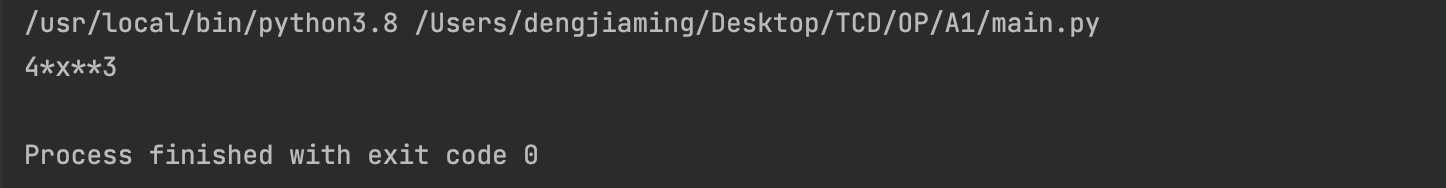 /usr/local/bin/python3.8 /Users/dengjiaming/Desktop/TCD/OP/A1/main.py
4*x**3
Process finished with exit code 0